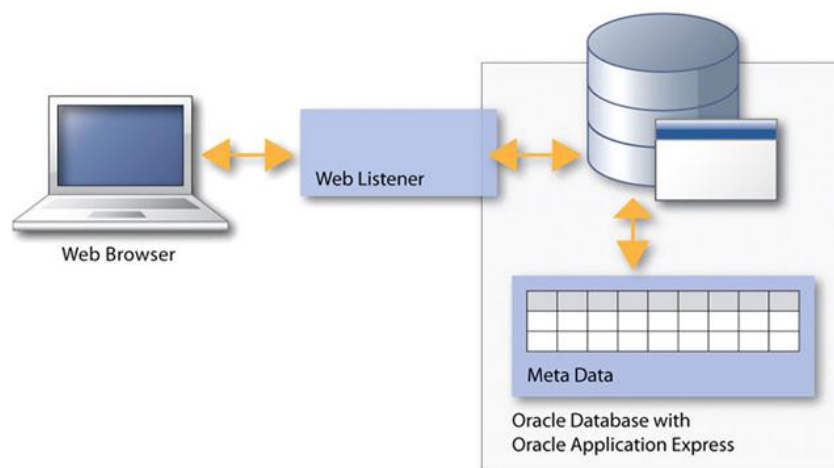 Web Listener
Web Browser
Meta Data
Oracle Database with
Oracle Application Express